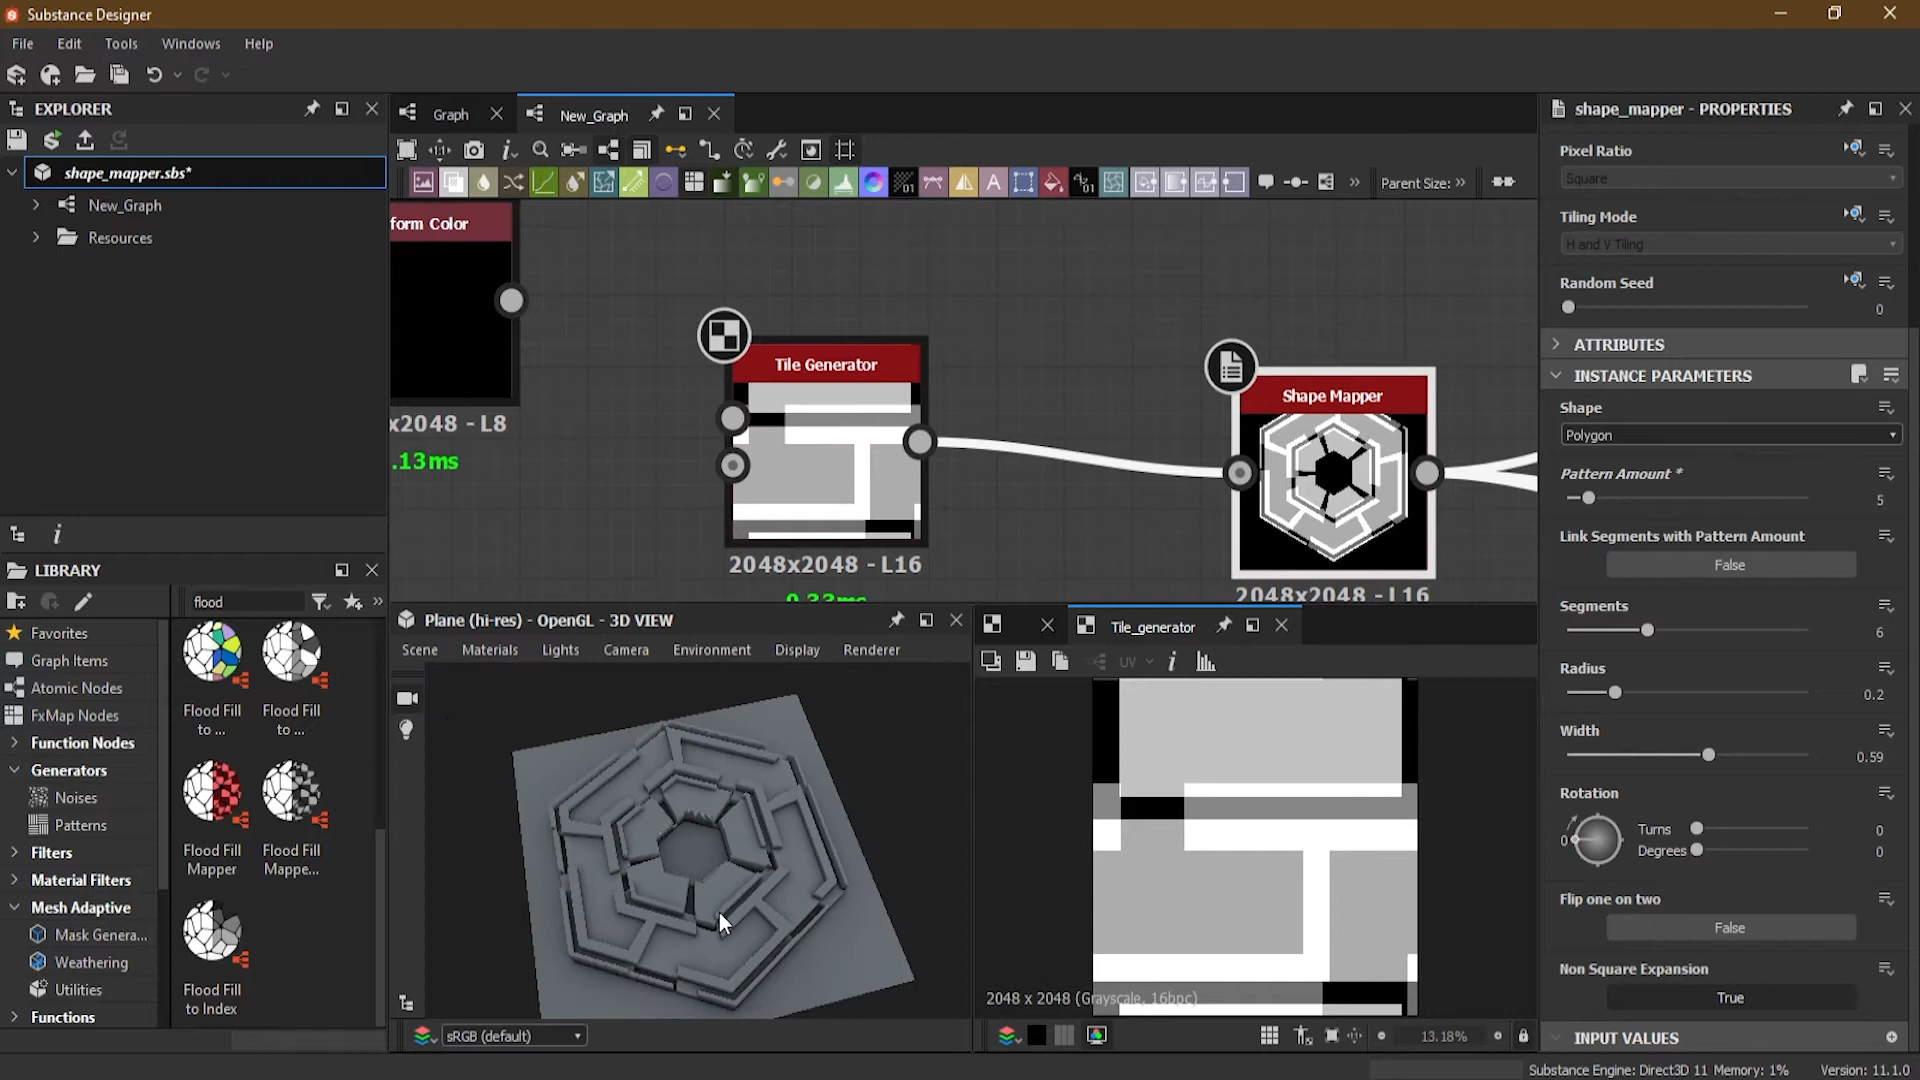 Substance Designer
File Edit Tools Windows Help
EXPLORER
shape_mapper.sbs*
New_Graph
Resources
Graph
New_Graph
Parent Size:
form Color
x2048 - L8
.13ms
Tile Generator
2048x2048 - L16
0.33ms
Shape Mapper
2048x2048 - L16
LIBRARY
flood
Favorites
Graph Items
Atomic Nodes
FxMap Nodes
Function Nodes
Generators
Noises
Patterns
Filters
Material Filters
Mesh Adaptive
Mask Genera...
Weathering
Utilities
Functions
Flood Fill to ...
Flood Fill to ...
Flood Fill Mapper
Flood Fill Mappe...
Flood Fill to Index
Plane (hi-res) - OpenGL - 3D VIEW
Scene Materials Lights Camera Environment Display Renderer
sRGB (default)
Tile_generator
UV
2048 x 2048 (Grayscale, 16bpc)
13.18%
shape_mapper - PROPERTIES
Pixel Ratio
Square
Tiling Mode
H and V Tiling
Random Seed
0
ATTRIBUTES
INSTANCE PARAMETERS
Shape
Polygon
Pattern Amount *
5
Link Segments with Pattern Amount
False
Segments
6
Radius
0.2
Width
0.59
Rotation
0
Turns 0
Degrees 0
Flip one on two
False
Non Square Expansion
True
INPUT VALUES
Substance Engine: Direct3D 11 Memory: 1% Version: 11.1.0